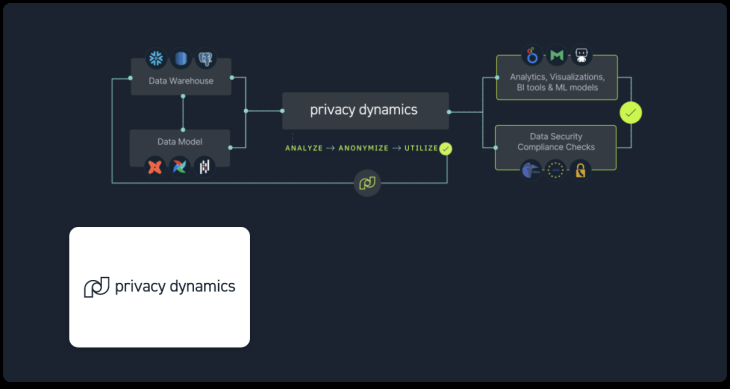 Data Warehouse
Data Model
privacy dynamics
ANALYZE → ANONYMIZE → UTILIZE
Analytics, Visualizations,
BI tools & ML models
Data Security
Compliance Checks
privacy dynamics